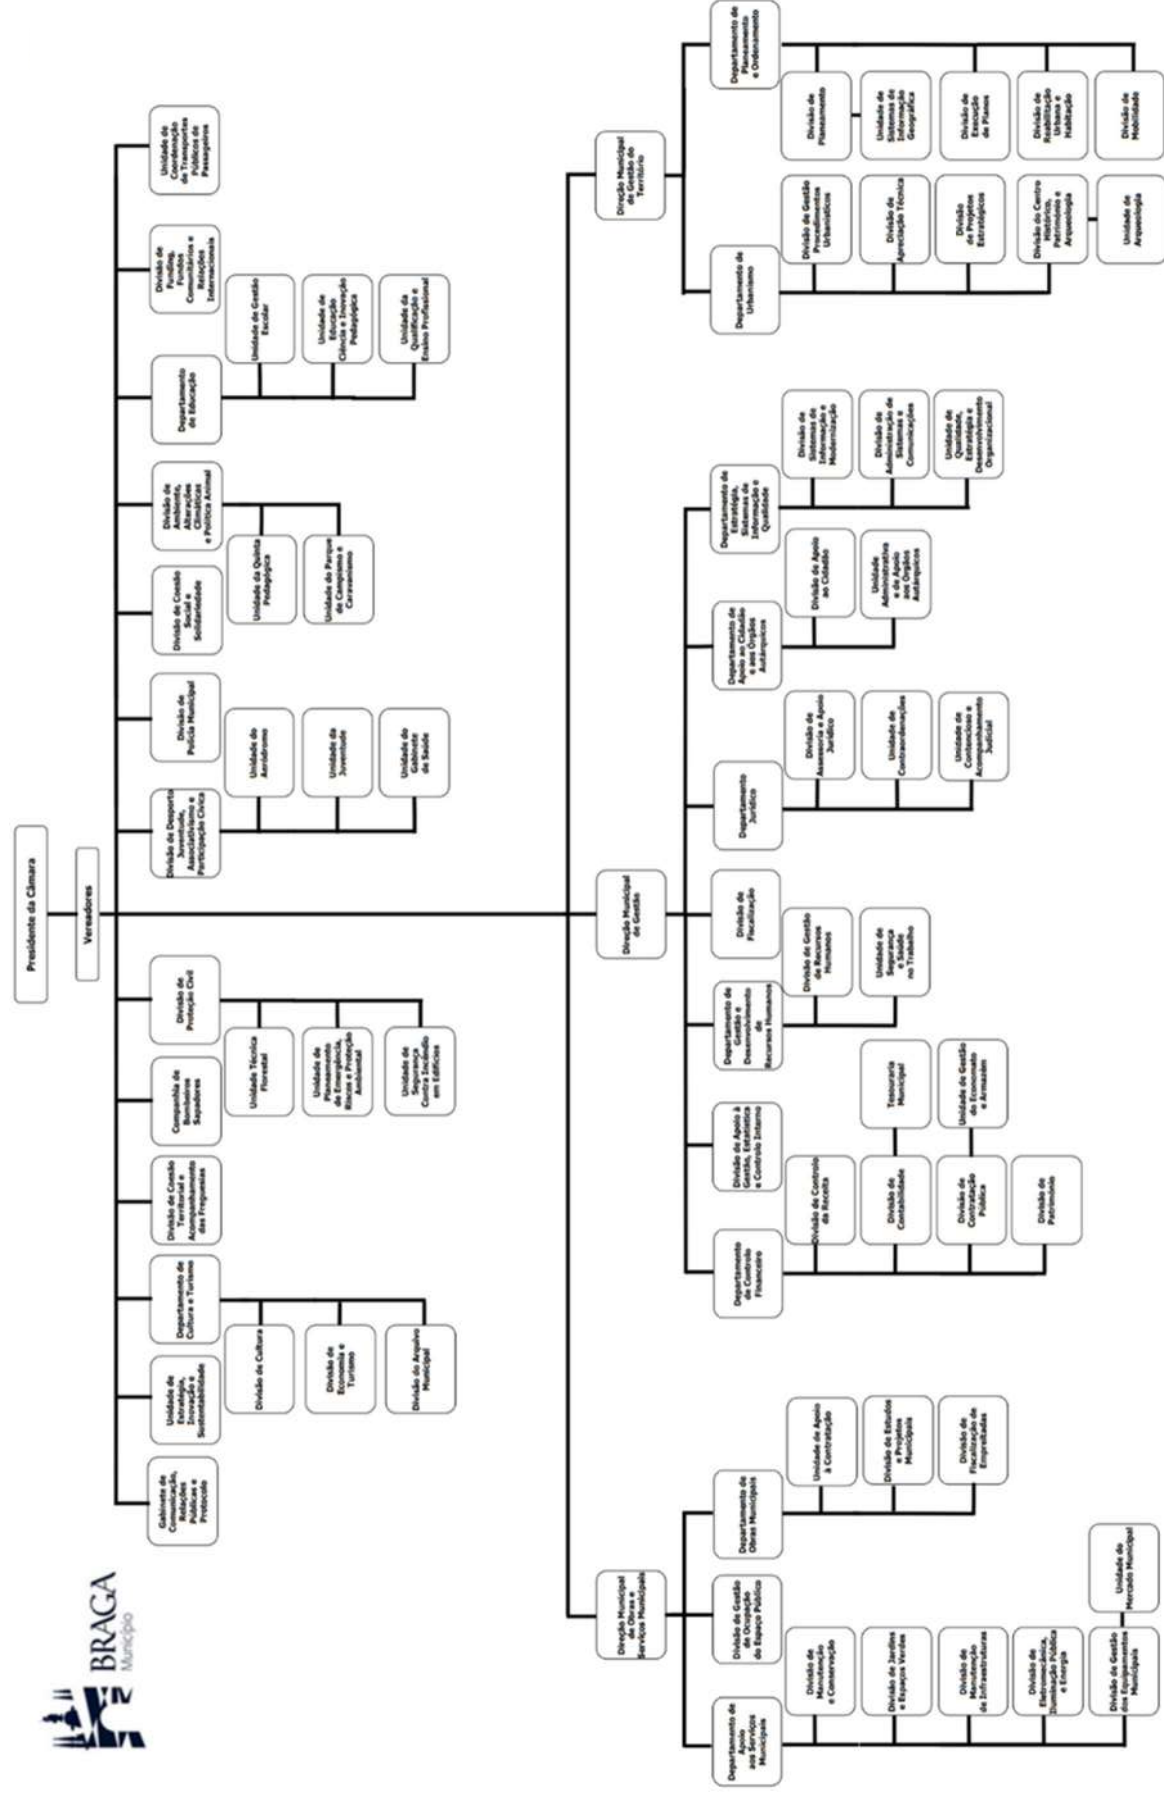 BRAGA
Município
Presidente da Câmara
Vereadores
Gabinete de
Comunicação,
Relações
Públicas e
Protocolo
Unidade de
Estratégia,
Inovação e
Sustentabilidade
Departamento de
Cultura e Turismo
Divisão de Cultura
Divisão de
Economia e
Turismo
Divisão do Arquivo
Municipal
Divisão de Coesão
Territorial e
Acompanhamento
das Freguesias
Companhia de
Bombeiros
Sapadores
Divisão de
Proteção Civil
Unidade Técnica
Florestal
Unidade de
Planeamento
de Emergência,
Riscos e Proteção
Ambiental
Unidade de
Segurança
Contra Incêndio
em Edifícios
Divisão de Desporto
Juventude,
Associativismo e
Participação Cívica
Unidade do
Aeródromo
Unidade da
Juventude
Unidade do
Gabinete
de Saúde
Divisão de
Polícia Municipal
Divisão de Coesão
Social e
Solidariedade
Divisão de
Ambiente,
Alterações
Climáticas
e Política Animal
Unidade da Quinta
Pedagógica
Unidade do Parque
de Campismo e
Caravanismo
Departamento
de Educação
Unidade de Gestão
Escolar
Unidade de
Educação
Ciência e Inovação
Pedagógica
Unidade da
Qualificação e
Ensino Profissional
Divisão de
Funding,
Fundos
Comunitários e
Relações
Internacionais
Unidade de
Coordenação
de Transportes
Públicos de
Passageiros
Direção Municipal
de Obras e
Serviços Municipais
Departamento de
Apoio
aos Serviços
Municipais
Divisão de
Manutenção
e Conservação
Divisão de Jardins
e Espaços Verdes
Divisão de
Manutenção
de Infraestruturas
Divisão de
Eletromecânica,
Iluminação Pública
e Energia
Divisão de Gestão
dos Equipamentos
Municipais
Unidade do
Mercado Municipal
Divisão de Gestão
de Ocupação
do Espaço Público
Departamento de
Obras Municipais
Unidade de Apoio
à Contratação
Divisão de Estudos
e Projetos
Municipais
Divisão de
Fiscalização de
Empreitadas
Direção Municipal
de Gestão
Departamento
de Controlo
Financeiro
Divisão de Controlo
da Receita
Divisão de
Contabilidade
Tesouraria
Municipal
Divisão de
Contratação
Pública
Unidade de Gestão
do Economato
e Armazém
Divisão de
Património
Divisão de Apoio à
Gestão, Estatística
e Controlo Interno
Departamento de
Gestão e
Desenvolvimento
de
Recursos Humanos
Divisão de Gestão
de Recursos
Humanos
Unidade de
Segurança
e Saúde
no Trabalho
Divisão de
Fiscalização
Departamento
Jurídico
Divisão de
Assessoria e Apoio
Jurídico
Unidade de
Contraordenações
Unidade de
Contencioso e
Acompanhamento
Judicial
Departamento de
Apoio ao Cidadão
e aos Órgãos
Autárquicos
Divisão de Apoio
ao Cidadão
Unidade
Administrativa
e de Apoio
aos Órgãos
Autárquicos
Departamento de
Estratégia,
Sistemas de
Informação e
Qualidade
Divisão de
Sistemas de
Informação e
Modernização
Divisão de
Administração de
Sistemas e
Comunicações
Unidade de
Qualidade,
Estratégia e
Desenvolvimento
Organizacional
Direção Municipal
de Gestão do
Território
Departamento de
Urbanismo
Divisão de Gestão
Procedimentos
Urbanísticos
Divisão de
Apreciação Técnica
Divisão
de Projetos
Estratégicos
Divisão do Centro
Histórico,
Património e
Arqueologia
Unidade de
Arqueologia
Departamento de
Planeamento
e Ordenamento
Divisão de
Planeamento
Unidade de
Sistemas de
Informação
Geográfica
Divisão de
Execução
de Planos
Divisão de
Reabilitação
Urbana e
Habitação
Divisão de
Mobilidade